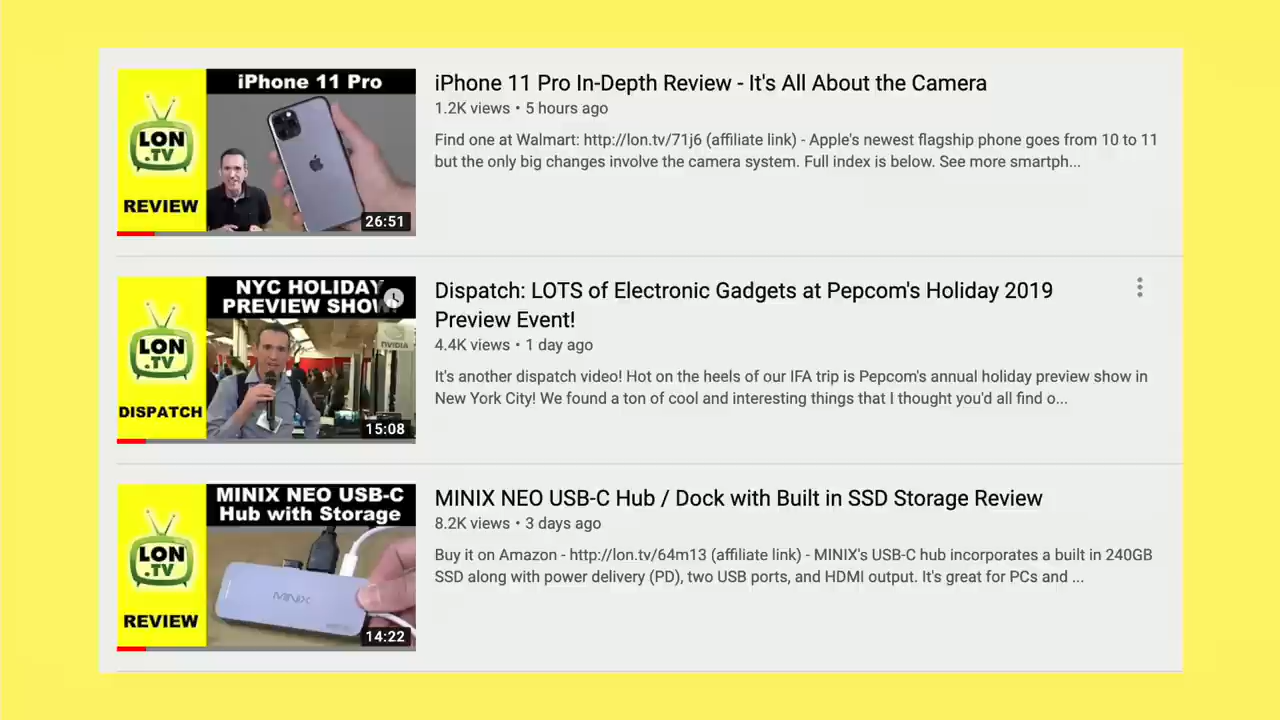 iPhone 11 Pro
LON
.TV
REVIEW
26:51
iPhone 11 Pro In-Depth Review - It's All About the Camera
1.2K views • 5 hours ago
Find one at Walmart: http://lon.tv/71j6 (affiliate link) - Apple's newest flagship phone goes from 10 to 11
but the only big changes involve the camera system. Full index is below. See more smartph...
NYC HOLIDAY
PREVIEW SHOW!
LON
.TV
NVIDIA
DISPATCH
15:08
Dispatch: LOTS of Electronic Gadgets at Pepcom's Holiday 2019
Preview Event!
4.4K views • 1 day ago
It's another dispatch video! Hot on the heels of our IFA trip is Pepcom's annual holiday preview show in
New York City! We found a ton of cool and interesting things that I thought you'd all find o...
MINIX NEO USB-C
Hub with Storage
LON
.TV
MINIX
REVIEW
14:22
MINIX NEO USB-C Hub / Dock with Built in SSD Storage Review
8.2K views • 3 days ago
Buy it on Amazon - http://lon.tv/64m13 (affiliate link) - MINIX's USB-C hub incorporates a built in 240GB
SSD along with power delivery (PD), two USB ports, and HDMI output. It's great for PCs and ...